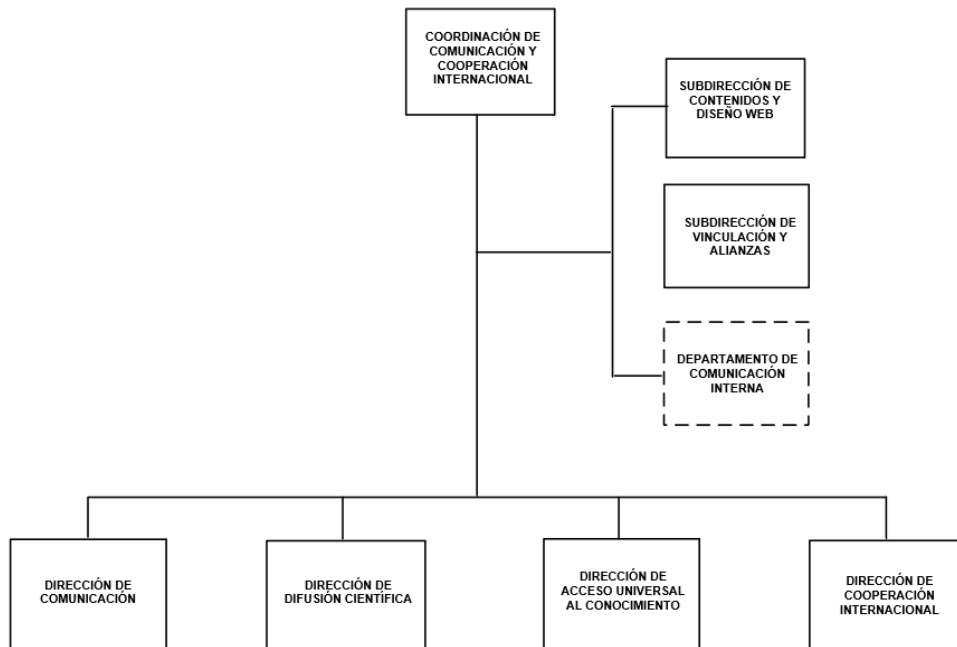 COORDINACIÓN DE
COMUNICACIÓN Y
COOPERACIÓN
INTERNACIONAL
SUBDIRECCIÓN DE
CONTENIDOS Y
DISEÑO WEB
SUBDIRECCIÓN DE
VINCULACIÓN Y
ALIANZAS
DEPARTAMENTO DE
COMUNICACIÓN
INTERNA
DIRECCIÓN DE
COMUNICACIÓN
DIRECCIÓN DE
DIFUSIÓN CIENTÍFICA
DIRECCIÓN DE
ACCESO UNIVERSAL
AL CONOCIMIENTO
DIRECCIÓN DE
COOPERACIÓN
INTERNACIONAL